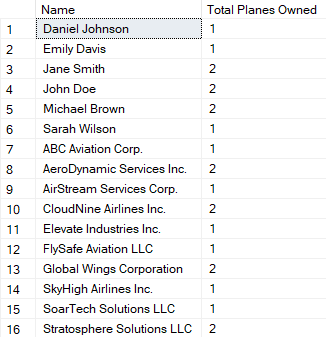 Name Total Planes Owned
1 Daniel Johnson 1
2 Emily Davis 1
3 Jane Smith 2
4 John Doe 2
5 Michael Brown 2
6 Sarah Wilson 1
7 ABC Aviation Corp. 1
8 AeroDynamic Services Inc. 2
9 AirStream Services Corp. 1
10 CloudNine Airlines Inc. 2
11 Elevate Industries Inc. 1
12 FlySafe Aviation LLC 1
13 Global Wings Corporation 2
14 SkyHigh Airlines Inc. 1
15 SoarTech Solutions LLC 1
16 Stratosphere Solutions LLC 2